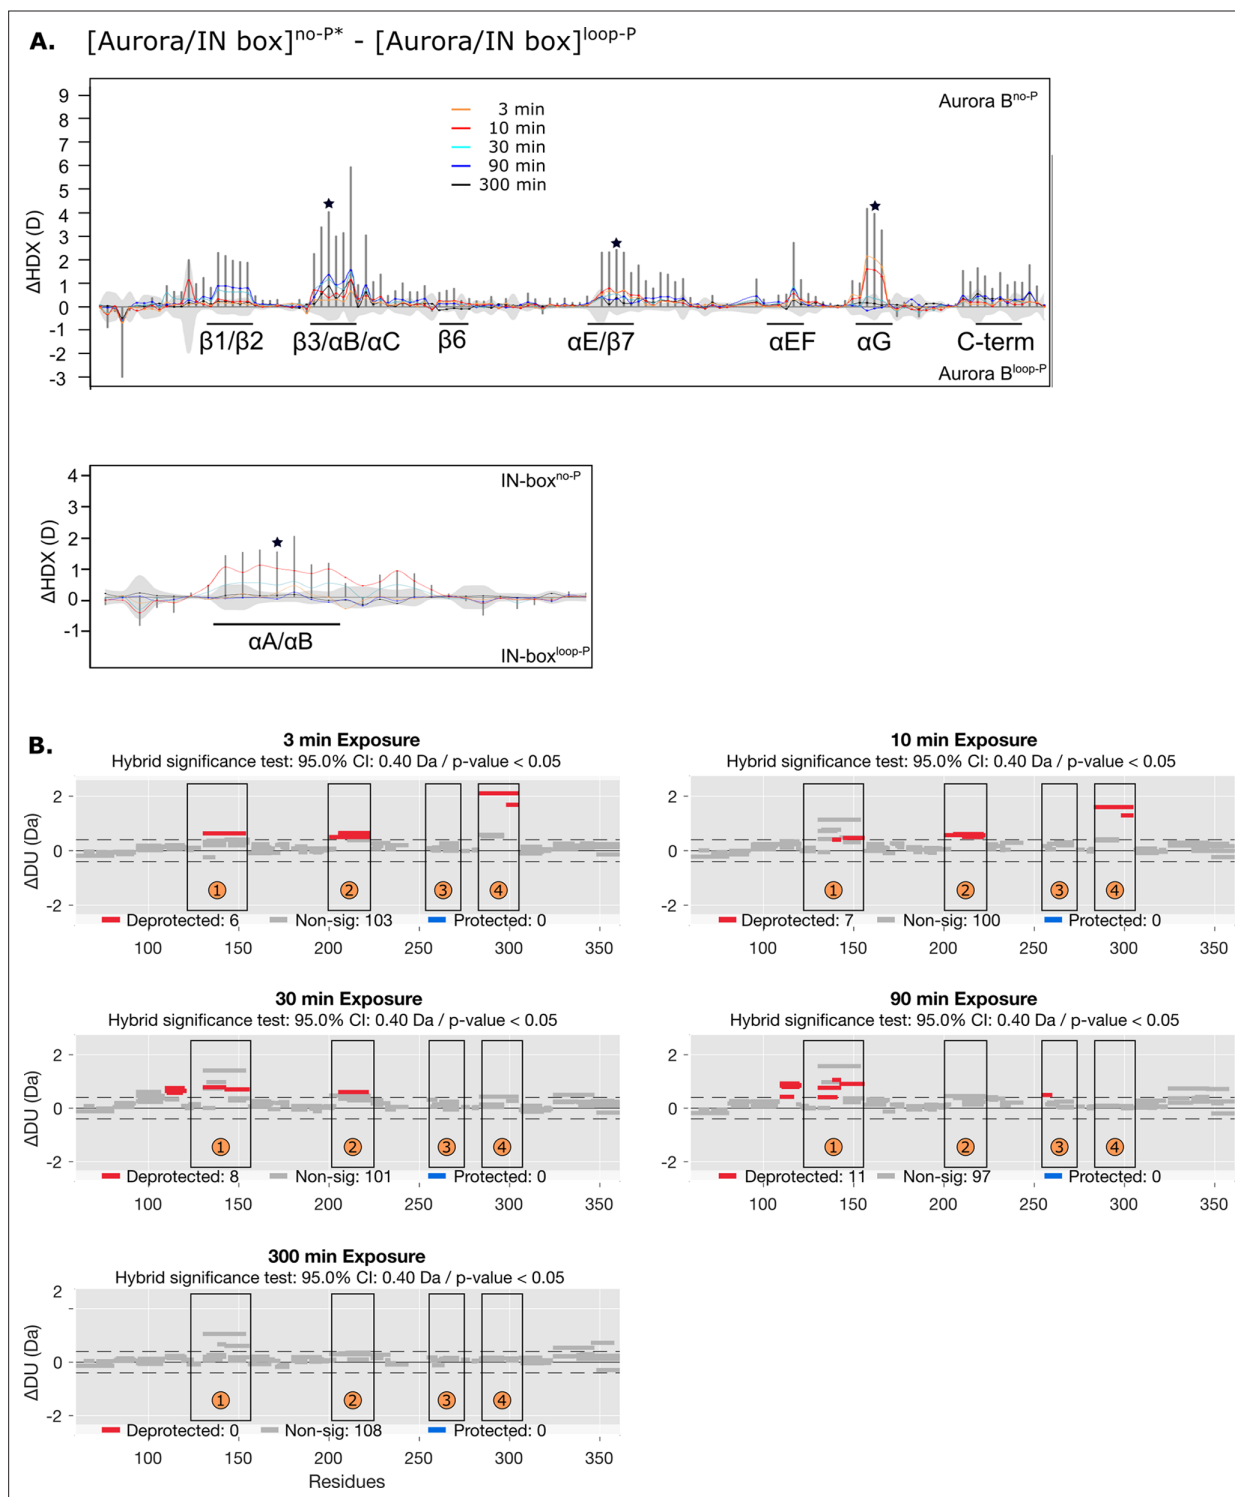 A. [Aurora/IN box]no-P* - [Aurora/IN box]loop-P
9
8
7
6
5
4
3
2
1
0
-1
-2
-3
ΔHDX (D)
3 min
10 min
30 min
90 min
300 min
Aurora Bno-P
β1/β2 β3/αB/αC β6 αE/β7 αEF αG C-term
Aurora Bloop-P
4
3
2
1
0
-1
ΔHDX (D)
IN-boxno-P
αA/αB
IN-boxloop-P
B.
3 min Exposure
Hybrid significance test: 95.0% CI: 0.40 Da / p-value < 0.05
2
0
-2
ΔDU (Da)
1 2 3 4
Deprotected: 6 Non-sig: 103 Protected: 0
100 150 200 250 300 350
10 min Exposure
Hybrid significance test: 95.0% CI: 0.40 Da / p-value < 0.05
2
0
-2
ΔDU (Da)
1 2 3 4
Deprotected: 7 Non-sig: 100 Protected: 0
100 150 200 250 300 350
30 min Exposure
Hybrid significance test: 95.0% CI: 0.40 Da / p-value < 0.05
2
0
-2
ΔDU (Da)
1 2 3 4
Deprotected: 8 Non-sig: 101 Protected: 0
100 150 200 250 300 350
90 min Exposure
Hybrid significance test: 95.0% CI: 0.40 Da / p-value < 0.05
2
0
-2
ΔDU (Da)
1 2 3 4
Deprotected: 11 Non-sig: 97 Protected: 0
100 150 200 250 300 350
300 min Exposure
Hybrid significance test: 95.0% CI: 0.40 Da / p-value < 0.05
2
0
-2
ΔDU (Da)
1 2 3 4
Deprotected: 0 Non-sig: 108 Protected: 0
100 150 200 250 300 350
Residues